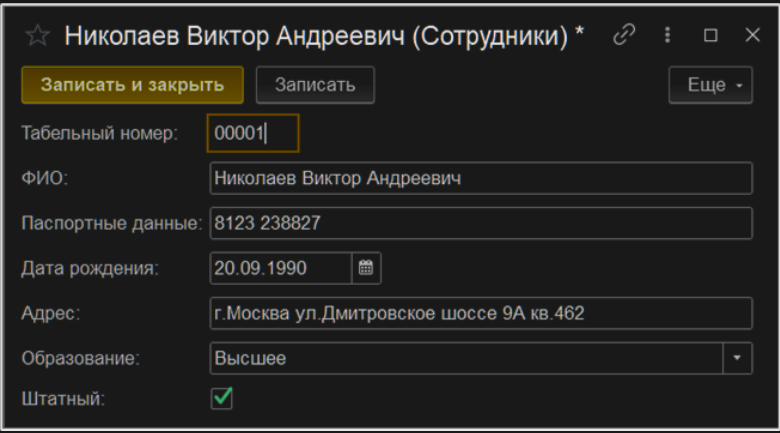 Николаев Виктор Андреевич (Сотрудники) *
Записать и закрыть Записать Еще
Табельный номер: 00001
ФИО: Николаев Виктор Андреевич
Паспортные данные: 8123 238827
Дата рождения: 20.09.1990
Адрес: г.Москва ул.Дмитровское шоссе 9А кв.462
Образование: Высшее
Штатный: